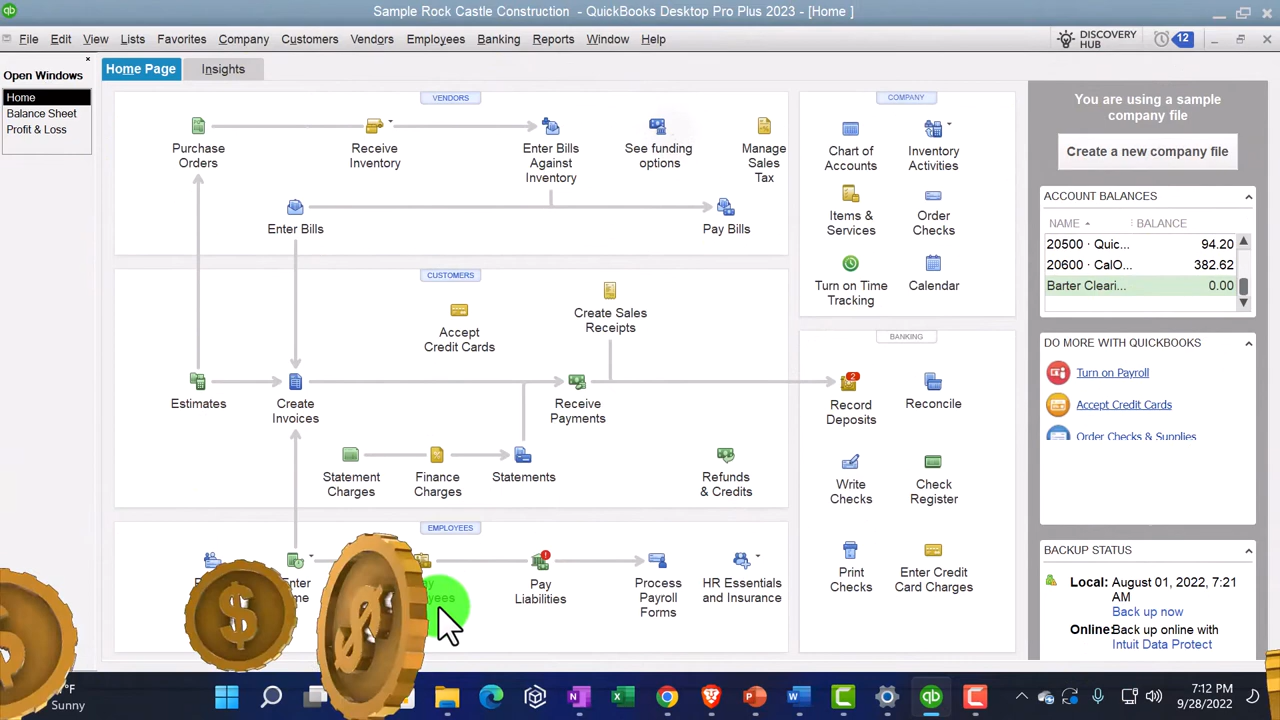 Sample Rock Castle Construction - QuickBooks Desktop Pro Plus 2023 - [Home ]
File Edit View Lists Favorites Company Customers Vendors Employees Banking Reports Window Help
DISCOVERY
HUB
12
Open Windows
Home
Balance Sheet
Profit & Loss
Home Page
Insights
VENDORS
Purchase
Orders
Receive
Inventory
Enter Bills
Against
Inventory
See funding
options
Manage
Sales
Tax
Enter Bills
Pay Bills
CUSTOMERS
Accept
Credit Cards
Create Sales
Receipts
Estimates
Create
Invoices
Receive
Payments
Statement
Charges
Finance
Charges
Statements
Refunds
& Credits
EMPLOYEES
Enter
Pay
Liabilities
Process
Payroll
Forms
HR Essentials
and Insurance
COMPANY
Chart of
Accounts
Inventory
Activities
Items &
Services
Order
Checks
Turn on Time
Tracking
Calendar
BANKING
2
Record
Deposits
Reconcile
Write
Checks
Check
Register
Print
Checks
Enter Credit
Card Charges
You are using a sample
company file
Create a new company file
ACCOUNT BALANCES
NAME BALANCE
20500 · Quic... 94.20
20600 · CalO... 382.62
Barter Cleari... 0.00
DO MORE WITH QUICKBOOKS
Turn on Payroll
Accept Credit Cards
Order Checks & Supplies
BACKUP STATUS
Local: August 01, 2022, 7:21
AM
Back up now
Online: Back up online with
Intuit Data Protect
Sunny
7:12 PM
9/28/2022